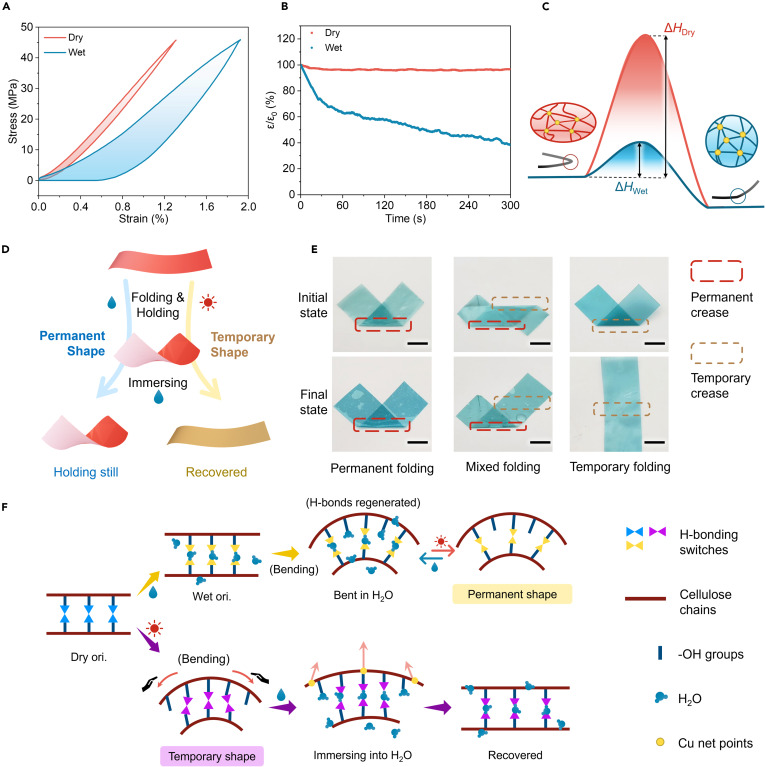 A
Dry
Wet
Stress (MPa)
50
40
30
20
10
0
0.0
0.4
0.8
1.2
1.6
2.0
Strain (%)
B
Dry
Wet
ε/ε0 (%)
140
120
100
80
60
40
20
0
0
60
120
180
240
300
Time (s)
C
ΔHDry
ΔHWet
D
Folding &
Holding
Permanent
Shape
Temporary
Shape
Immersing
Holding still
Recovered
E
Initial
state
Final
state
Permanent folding
Mixed folding
Temporary folding
Permanent
crease
Temporary
crease
F
Wet ori.
(Bending)
(H-bonds regenerated)
Bent in H2O
Permanent shape
Dry ori.
(Bending)
Temporary shape
Immersing into H2O
Recovered
H-bonding
switches
Cellulose
chains
-OH groups
H2O
Cu net points